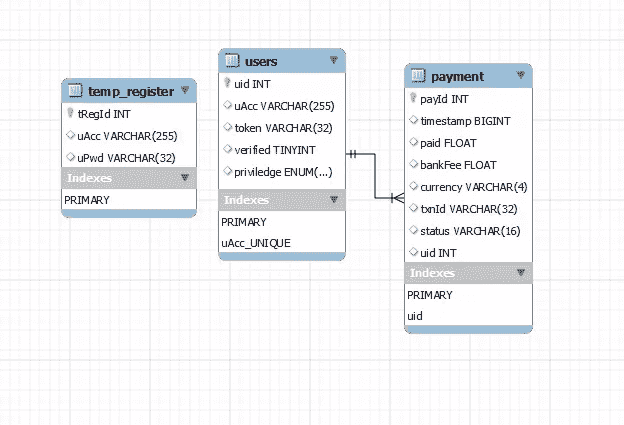 temp_register
tRegId INT
uAcc VARCHAR(255)
uPwd VARCHAR(32)
Indexes
PRIMARY
users
uid INT
uAcc VARCHAR(255)
token VARCHAR(32)
verified TINYINT
priviledge ENUM(...)
Indexes
PRIMARY
uAcc_UNIQUE
payment
payId INT
timestamp BIGINT
paid FLOAT
bankFee FLOAT
currency VARCHAR(4)
txnId VARCHAR(32)
status VARCHAR(16)
uid INT
Indexes
PRIMARY
uid